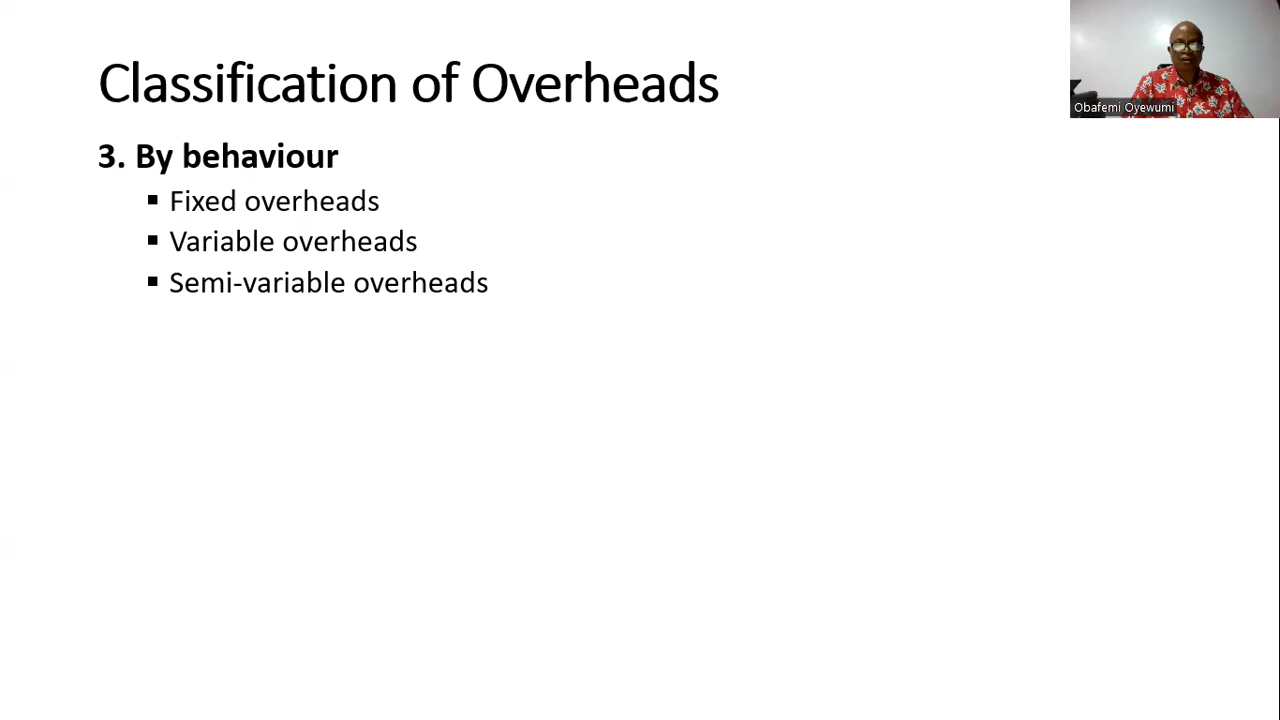 Classification of Overheads
Obafemi Oyewumi
3. By behaviour
▪ Fixed overheads
▪ Variable overheads
▪ Semi-variable overheads